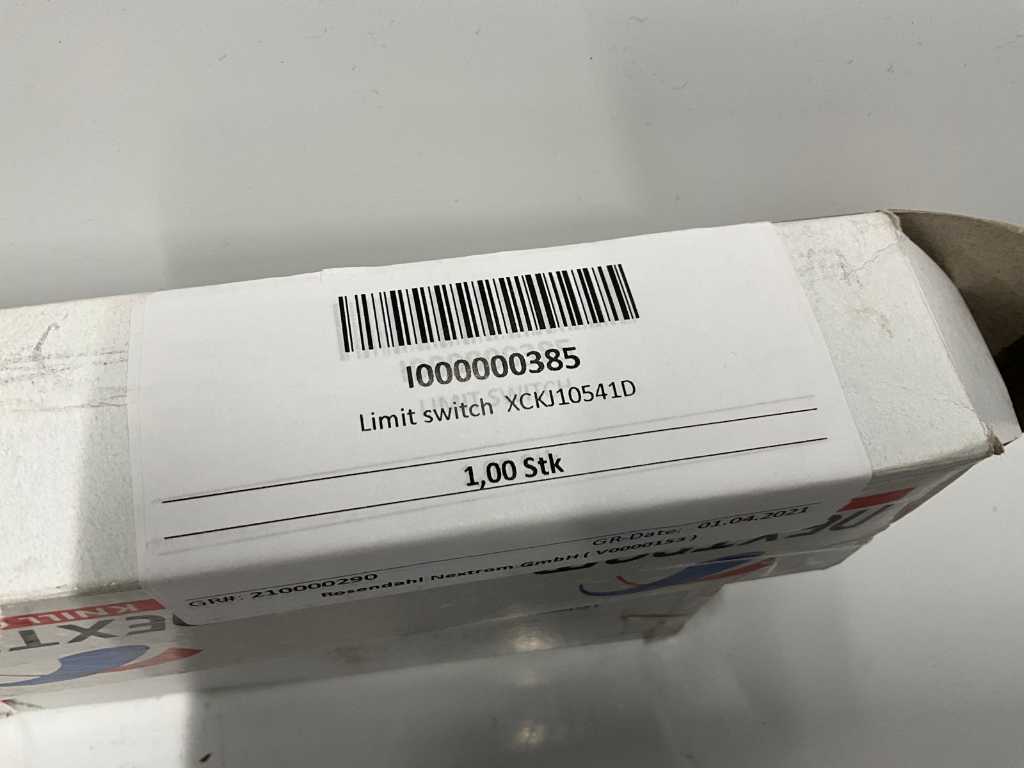 I000000385
Limit switch XCKJ10541D
1,00 Stk
GR#: 210000290 GR-Date: 01.04.2021
Rosendahl Nextrom GmbH ( V0000153 )